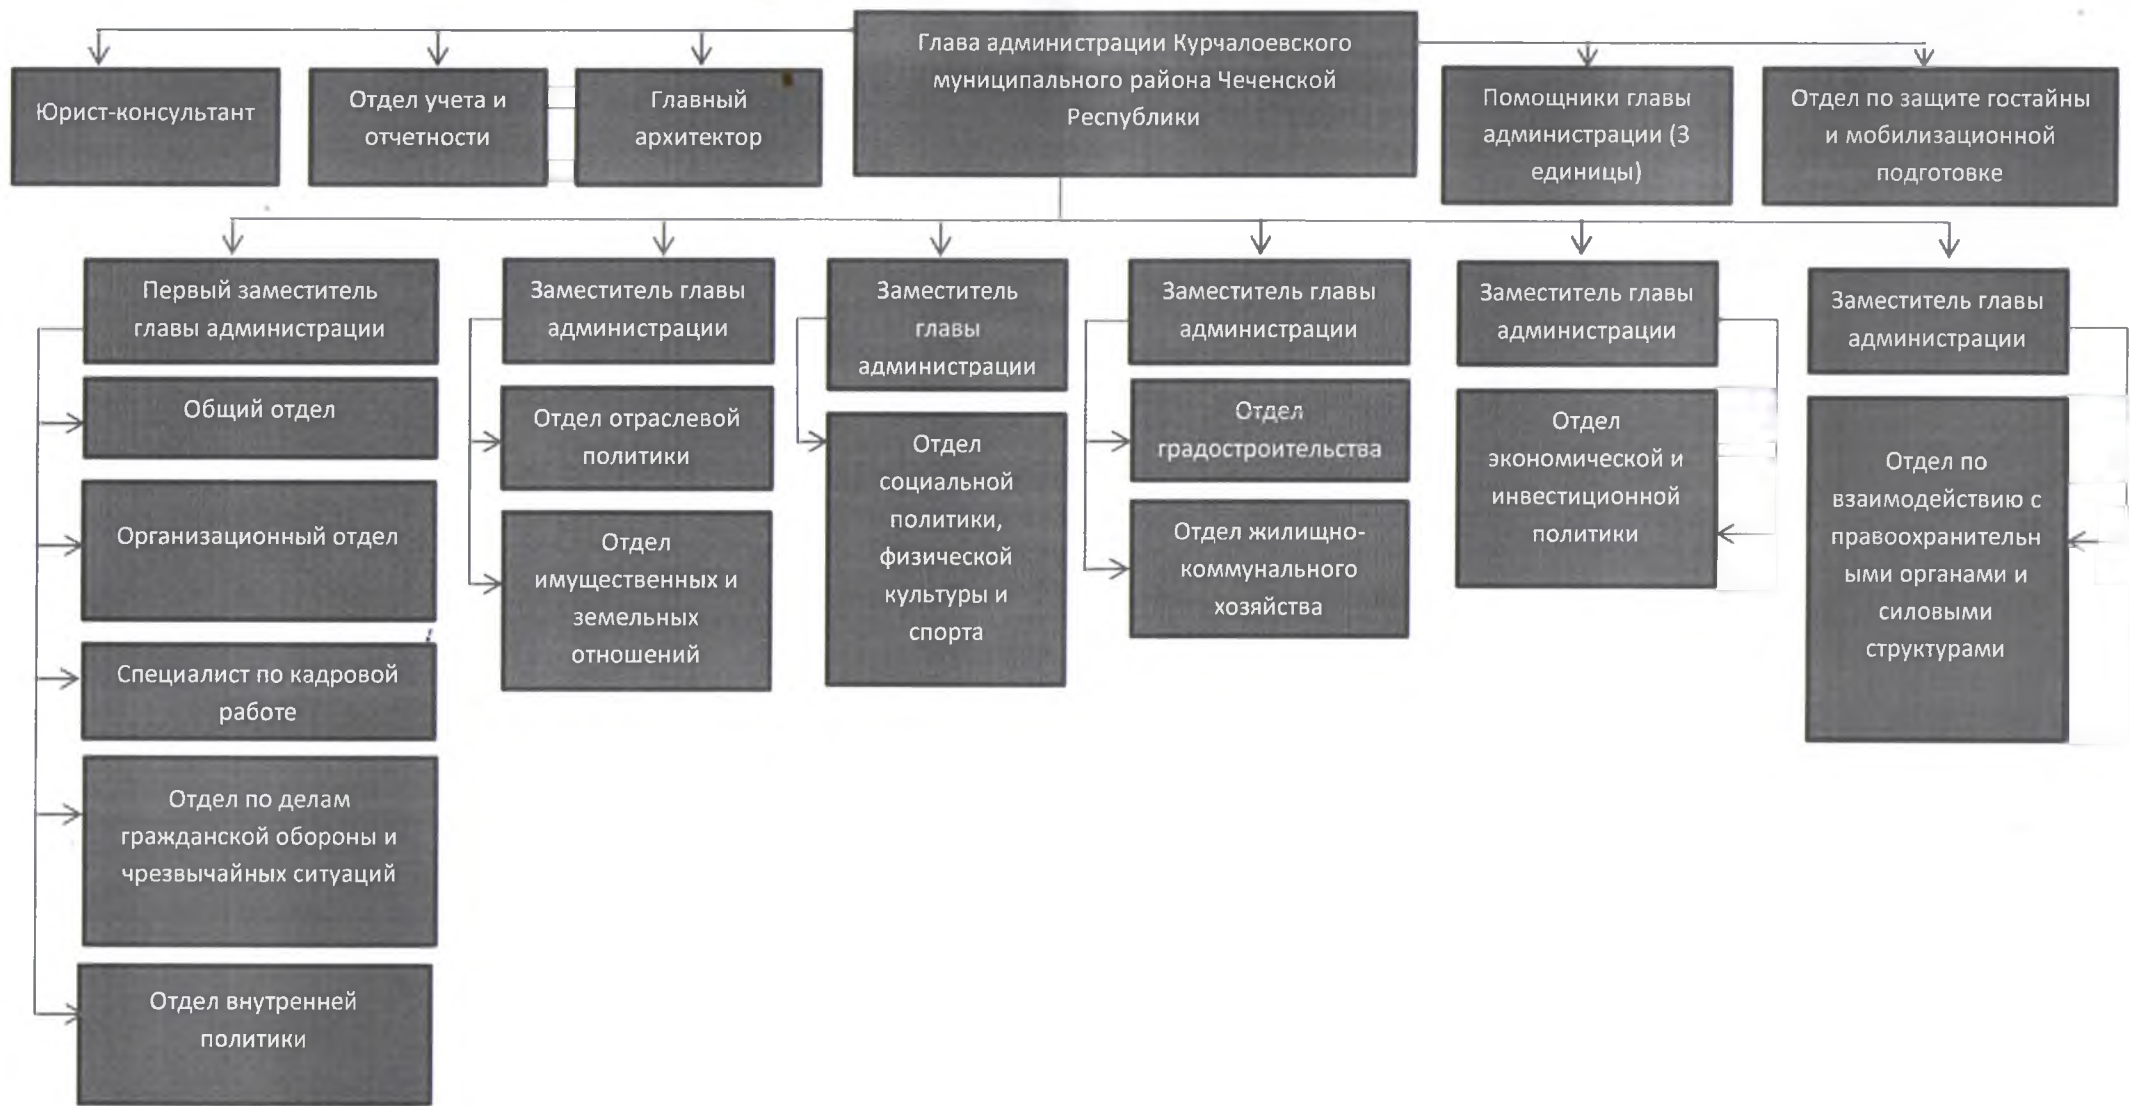 Глава администрации Курчалоевского
муниципального района Чеченской
Республики
Юрист-консультант
Отдел учета и
отчетности
Главный
архитектор
Помощники главы
администрации (3
единицы)
Отдел по защите гостайны
и мобилизационной
подготовке
Первый заместитель
главы администрации
Общий отдел
Организационный отдел
Специалист по кадровой
работе
Отдел по делам
гражданской обороны и
чрезвычайных ситуаций
Отдел внутренней
политики
Заместитель главы
администрации
Отдел отраслевой
политики
Отдел
имущественных и
земельных
отношений
Заместитель
главы
администрации
Отдел
социальной
политики,
физической
культуры и
спорта
Заместитель главы
администрации
Отдел
градостроительства
Отдел жилищно-
коммунального
хозяйства
Заместитель главы
администрации
Отдел
экономической и
инвестиционной
политики
Заместитель главы
администрации
Отдел по
взаимодействию с
правоохранительн
ыми органами и
силовыми
структурами